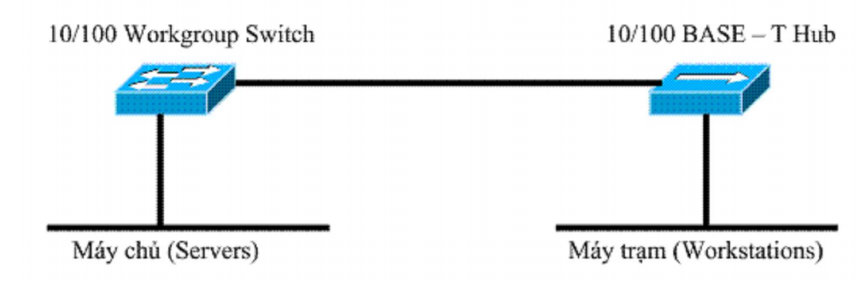 10/100 Workgroup Switch
10/100 BASE – T Hub
Máy chủ (Servers)
Máy trạm (Workstations)